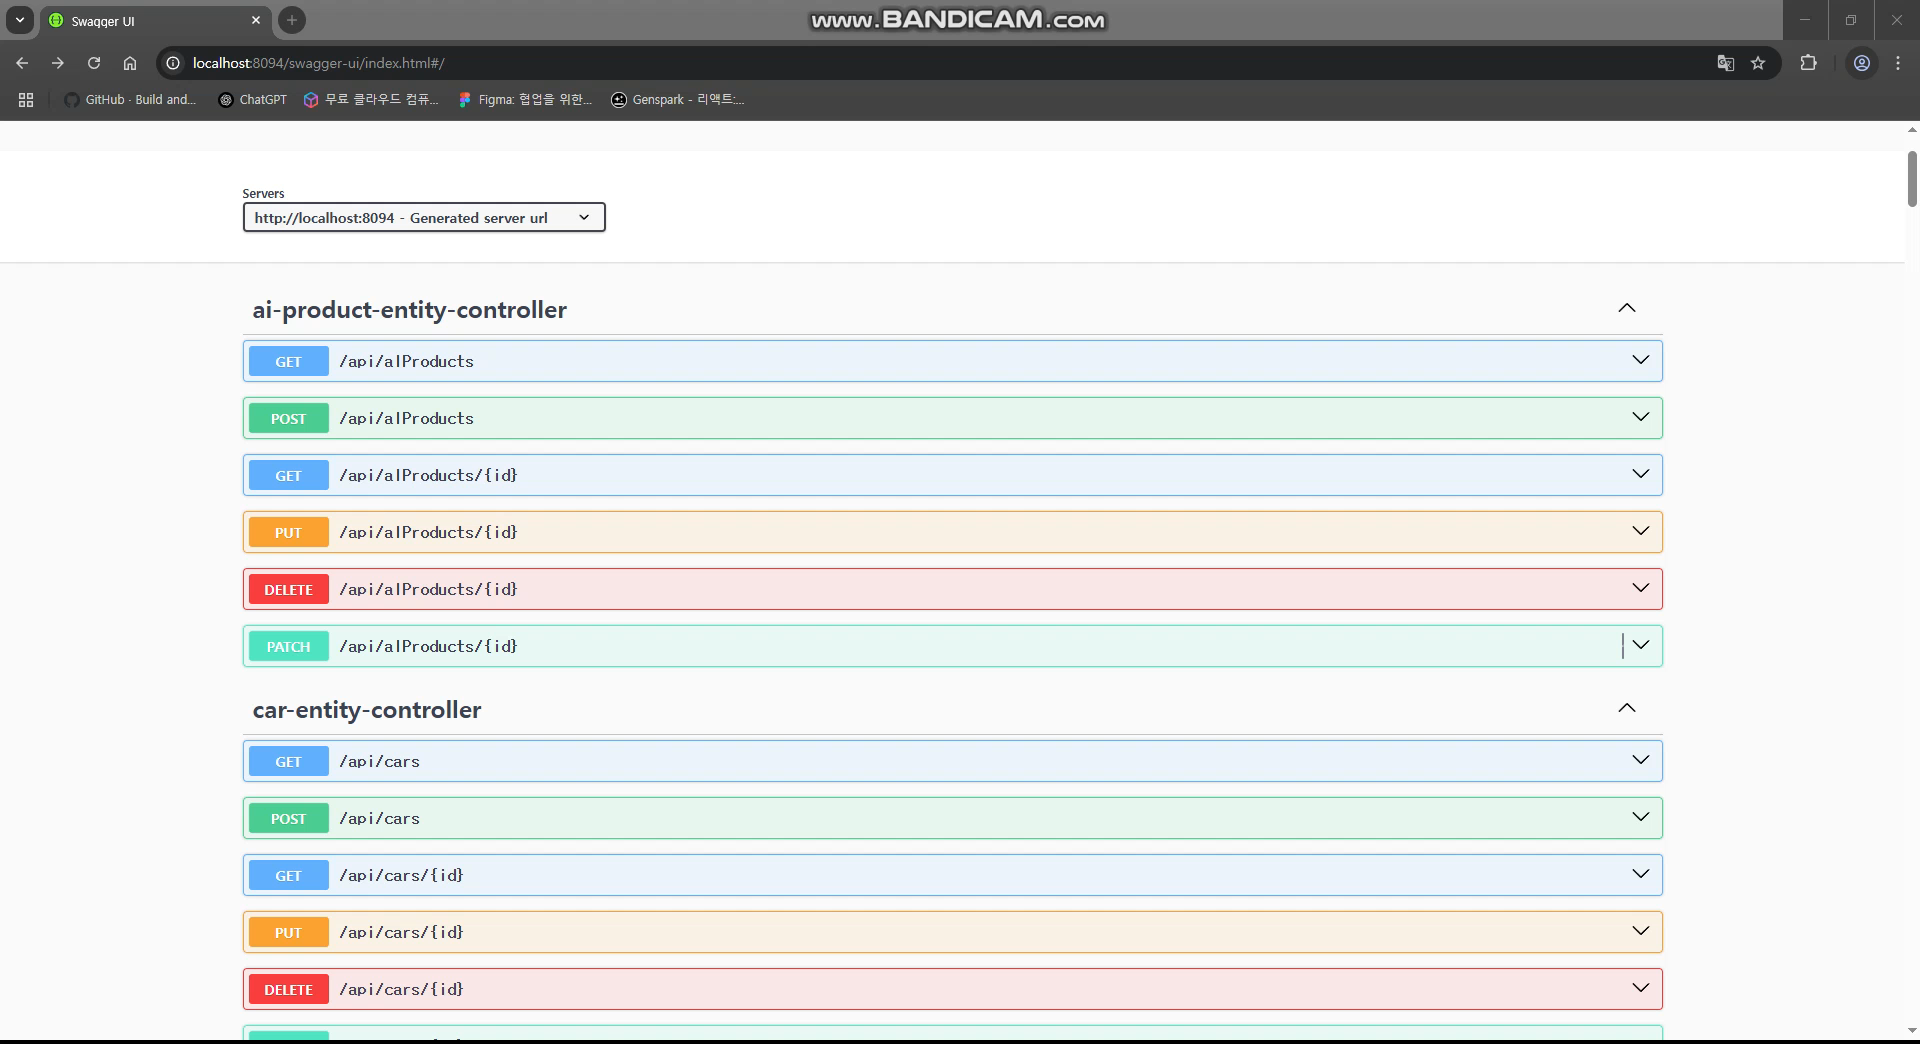 Swagger UI
www.BANDICAM.com
localhost:8094/swagger-ui/index.html#/
GitHub · Build and...
ChatGPT
무료 클라우드 컴퓨...
Figma: 협업을 위한...
Genspark - 리액트:...
Servers
http://localhost:8094 - Generated server url
ai-product-entity-controller
GET /api/aIProducts
POST /api/aIProducts
GET /api/aIProducts/{id}
PUT /api/aIProducts/{id}
DELETE /api/aIProducts/{id}
PATCH /api/aIProducts/{id}
car-entity-controller
GET /api/cars
POST /api/cars
GET /api/cars/{id}
PUT /api/cars/{id}
DELETE /api/cars/{id}